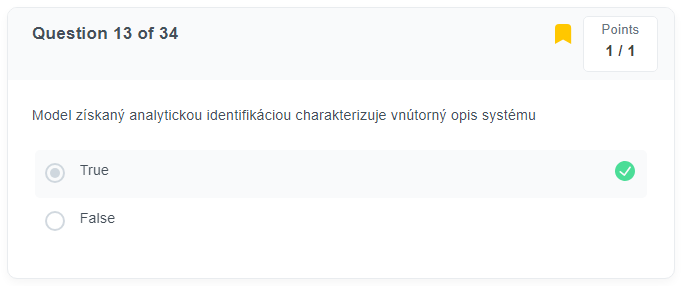 Question 13 of 34
Points
1 / 1
Model získaný analytickou identifikáciou charakterizuje vnútorný opis systému
True
False